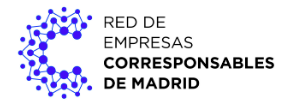 RED DE
EMPRESAS
CORRESPONSABLES
DE MADRID